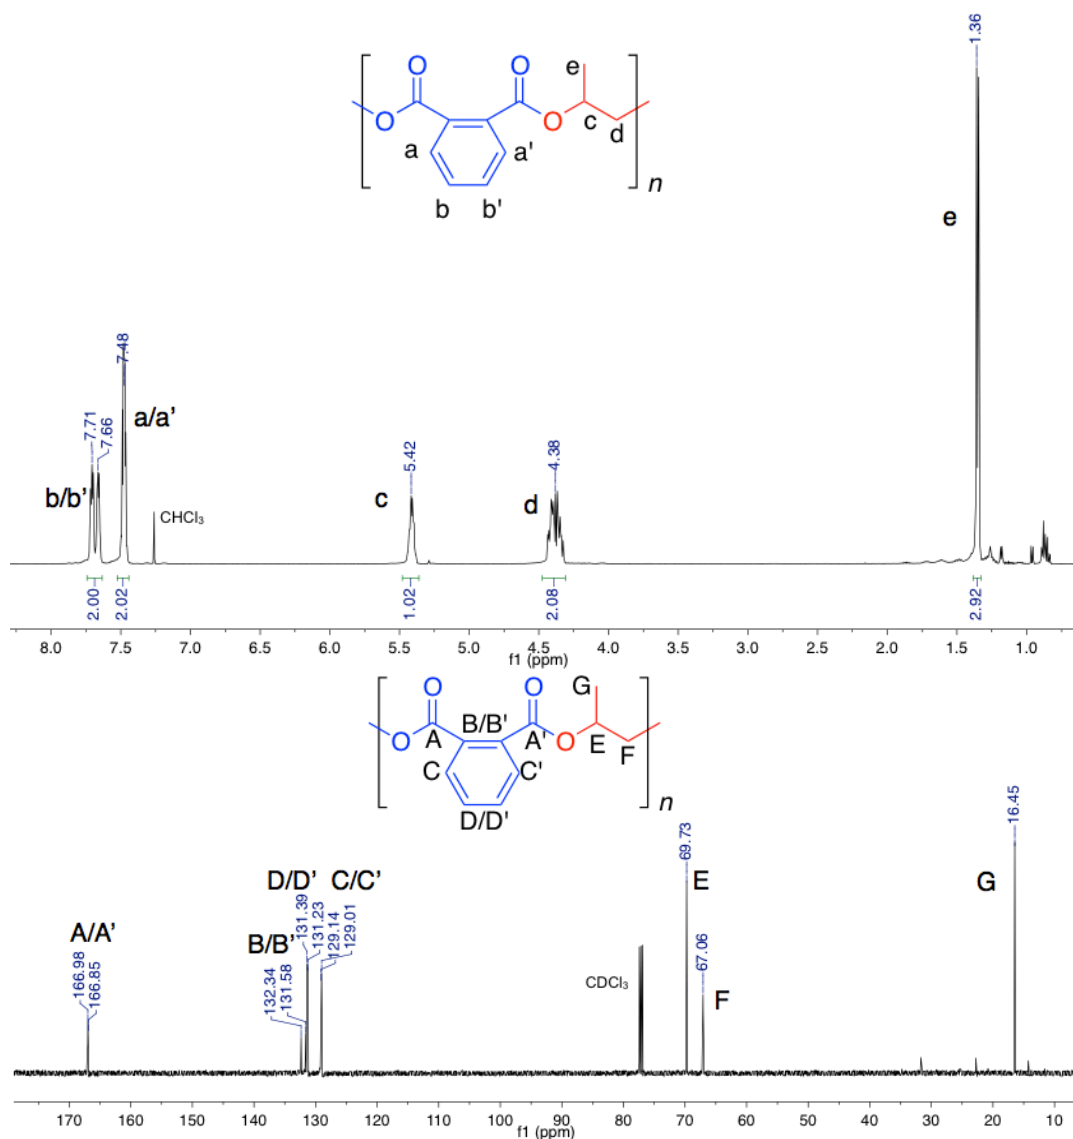 1.36
O
O
e
O
O
c
d
a
a'
n
b
b'
e
7.48
a/a’
7.71
7.66
b/b’
CHCl3
c
5.42
d
4.38
2.00
2.02
1.02
2.08
2.92
8.0 7.5 7.0 6.5 6.0 5.5 5.0 4.5 4.0 3.5 3.0 2.5 2.0 1.5 1.0
f1 (ppm)
O
O
G
B/B'
O
A
A'
O
E
F
C
C'
n
D/D'
16.45
69.73
E
G
D/D’
C/C’
131.39
131.23
129.14
129.01
A/A’
B/B’
166.98
166.85
132.34
131.58
CDCl3
67.06
F
170 160 150 140 130 120 110 100 90 80 70 60 50 40 30 20 10
f1 (ppm)